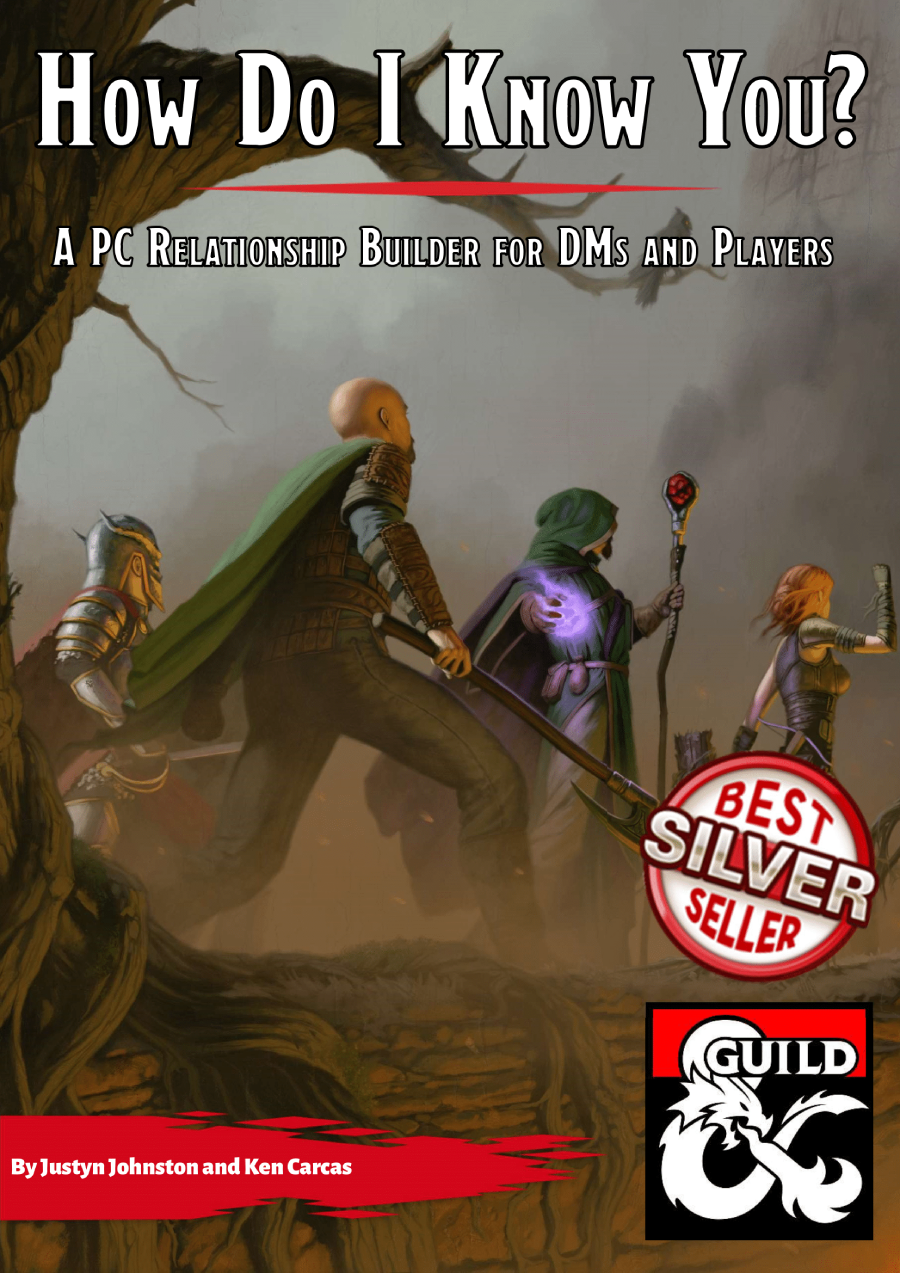 How Do I Know You?
A PC Relationship Builder for DMs and Players
BEST
SILVER
SELLER
GUILD
By Justyn Johnston and Ken Carcas